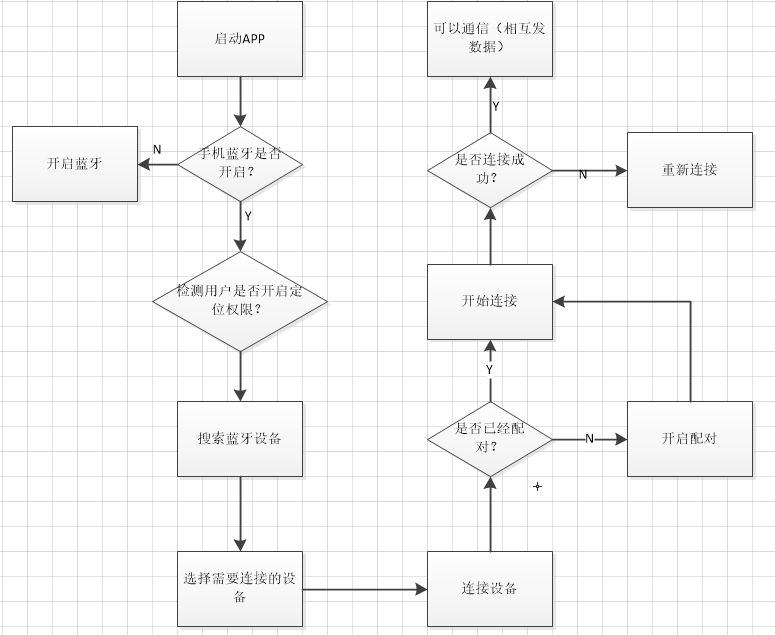 启动APP
手机蓝牙是否
开启？
N
开启蓝牙
Y
检测用户是否开启定
位权限？
搜索蓝牙设备
选择需要连接的设
备
连接设备
是否已经配
对？
N
开启配对
Y
开始连接
是否连接成
功？
N
重新连接
Y
可以通信（相互发
数据）